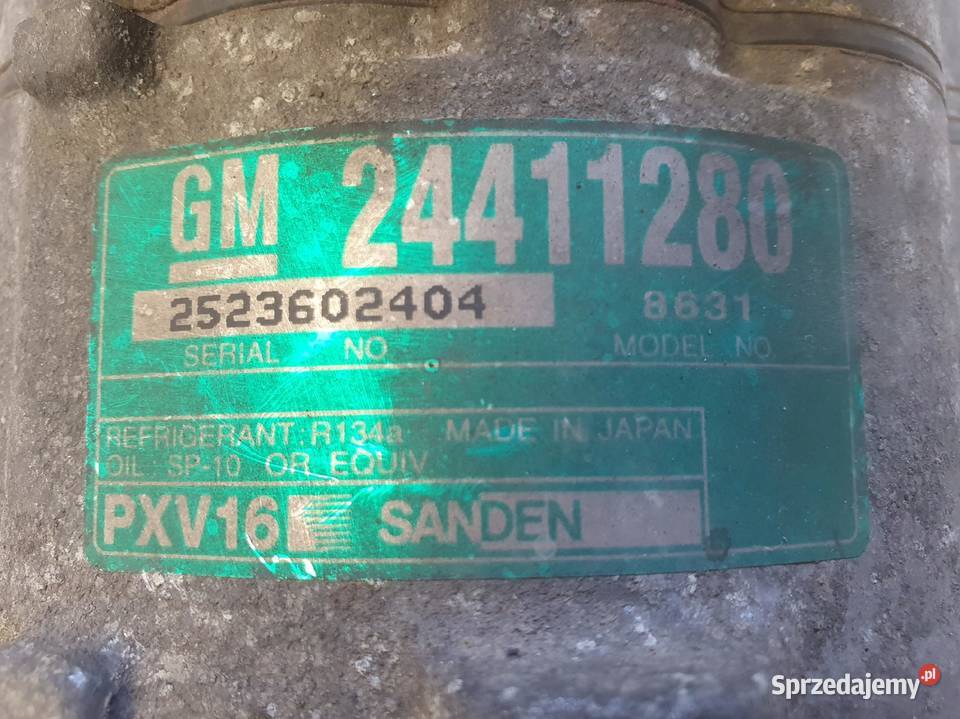 GM 24411280
2523602404 8631
SERIAL NO MODEL NO
REFRIGERANT: R134a MADE IN JAPAN
OIL: SP-10 OR EQUIV
PXV16 SANDEN
Sprzedajemy.pl